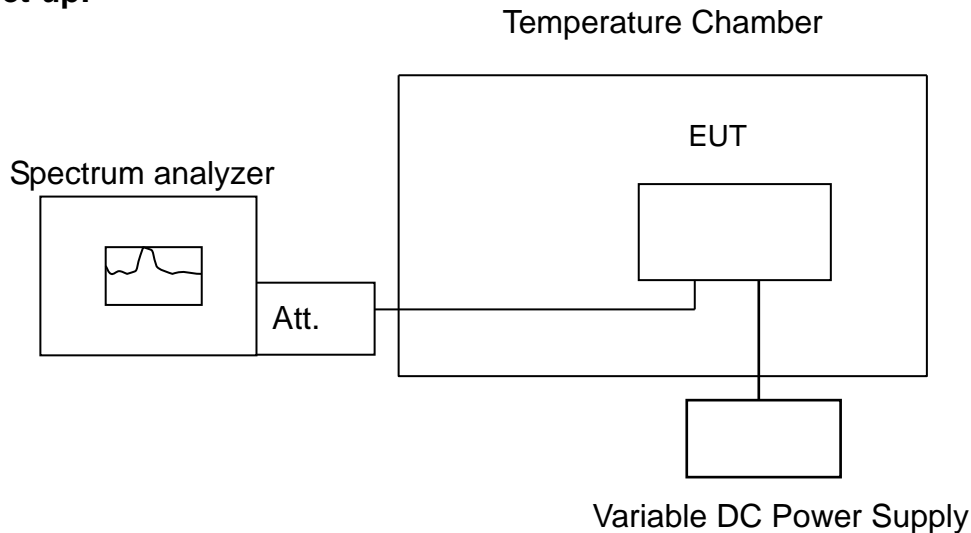 Temperature Chamber
EUT
Spectrum analyzer
Att.
Variable DC Power Supply